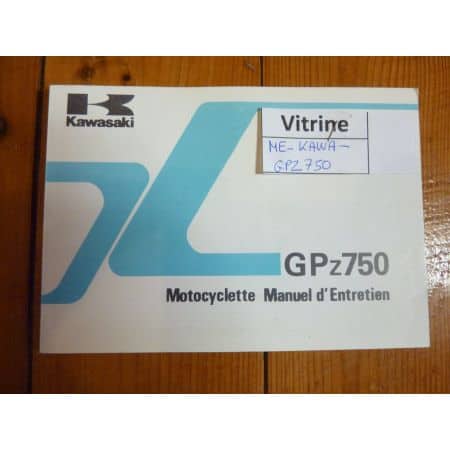 Kawasaki
Vitrine
ME-KAWA-
GPZ750
GPz750
Motocyclette Manuel d'Entretien